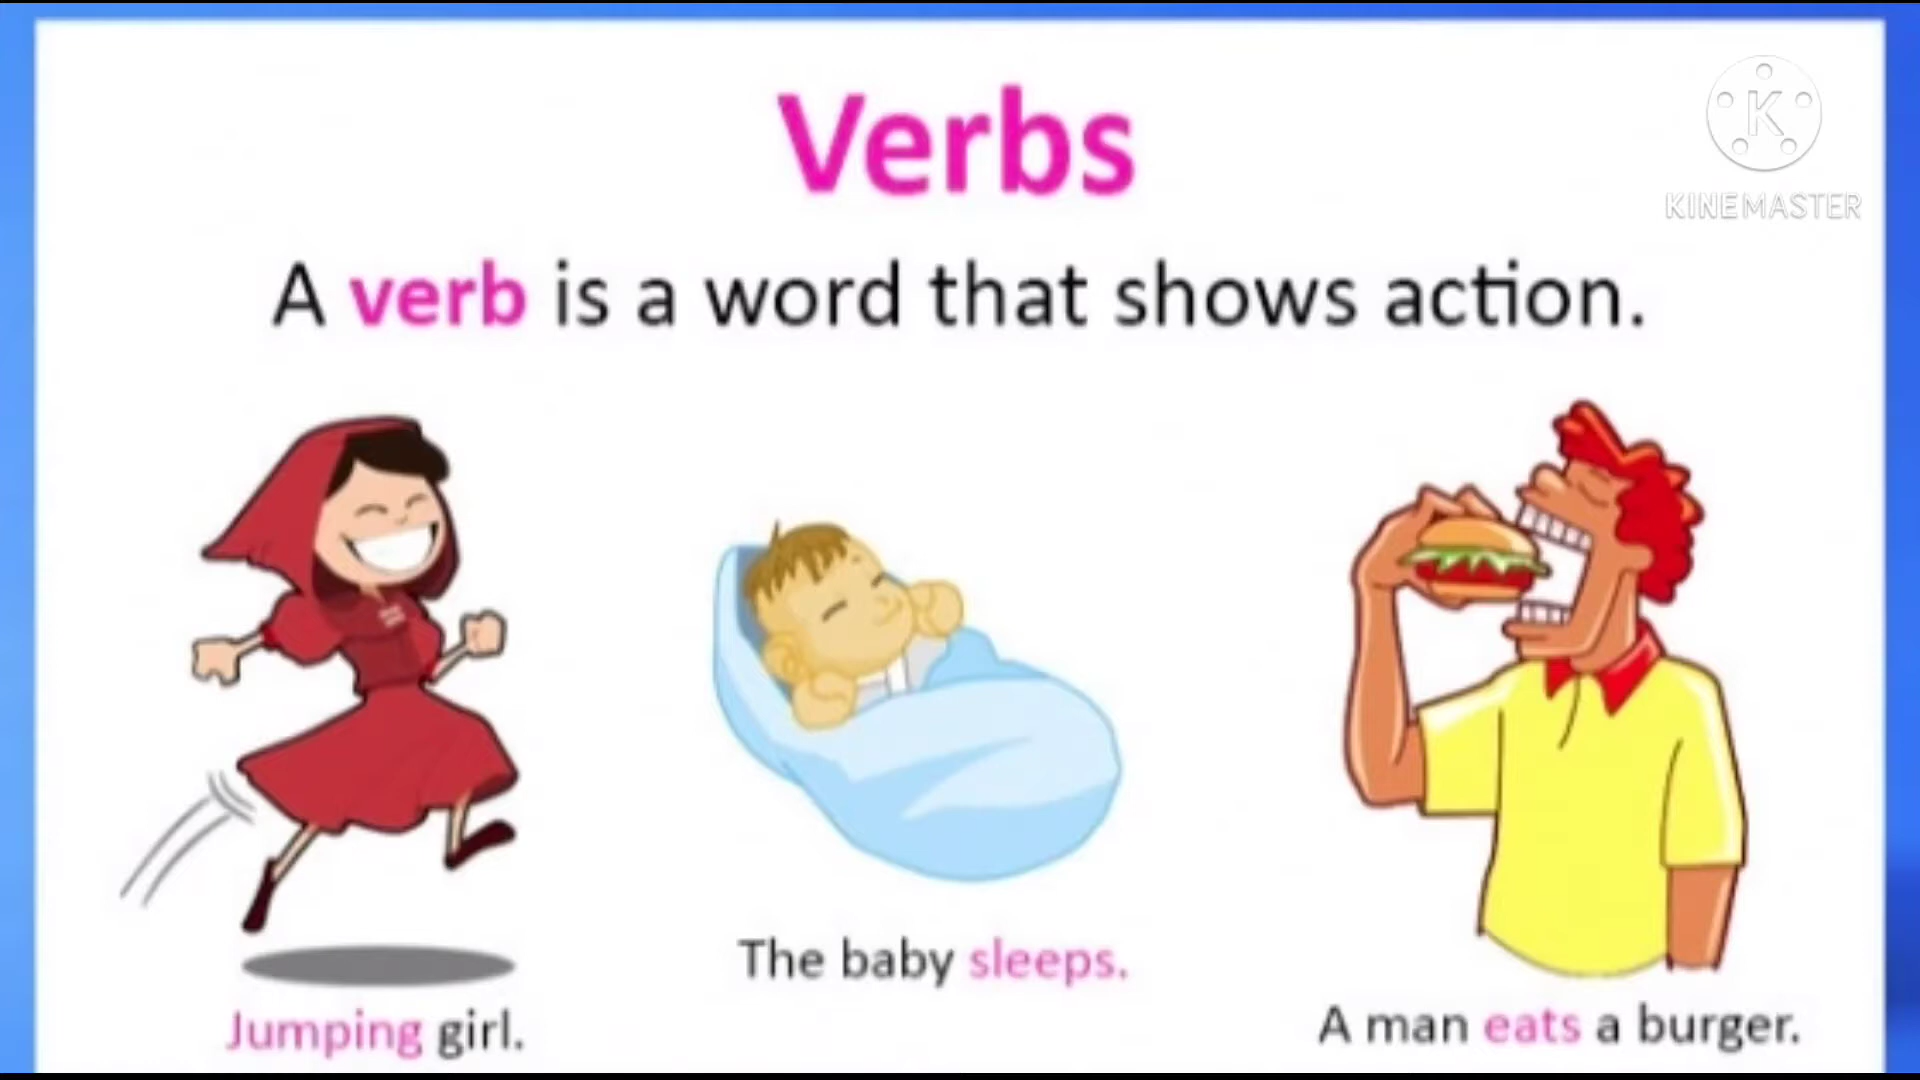 Verbs
K
KINEMASTER
A verb is a word that shows action.
The baby sleeps.
Jumping girl.
A man eats a burger.